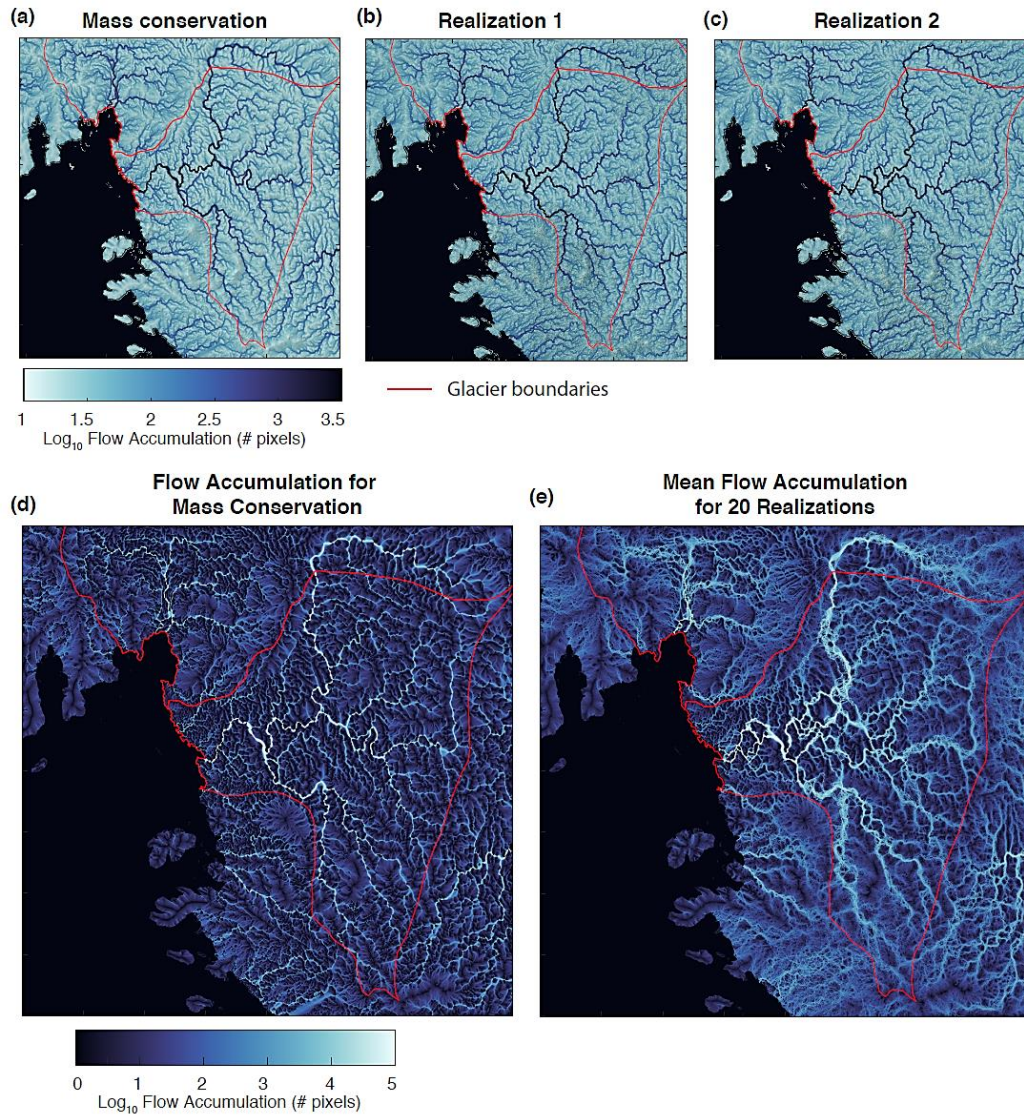 (a) Mass conservation
(b) Realization 1
(c) Realization 2
1 1.5 2 2.5 3 3.5
Log₁₀ Flow Accumulation (# pixels)
Glacier boundaries
(d) Flow Accumulation for
Mass Conservation
(e) Mean Flow Accumulation
for 20 Realizations
0 1 2 3 4 5
Log₁₀ Flow Accumulation (# pixels)